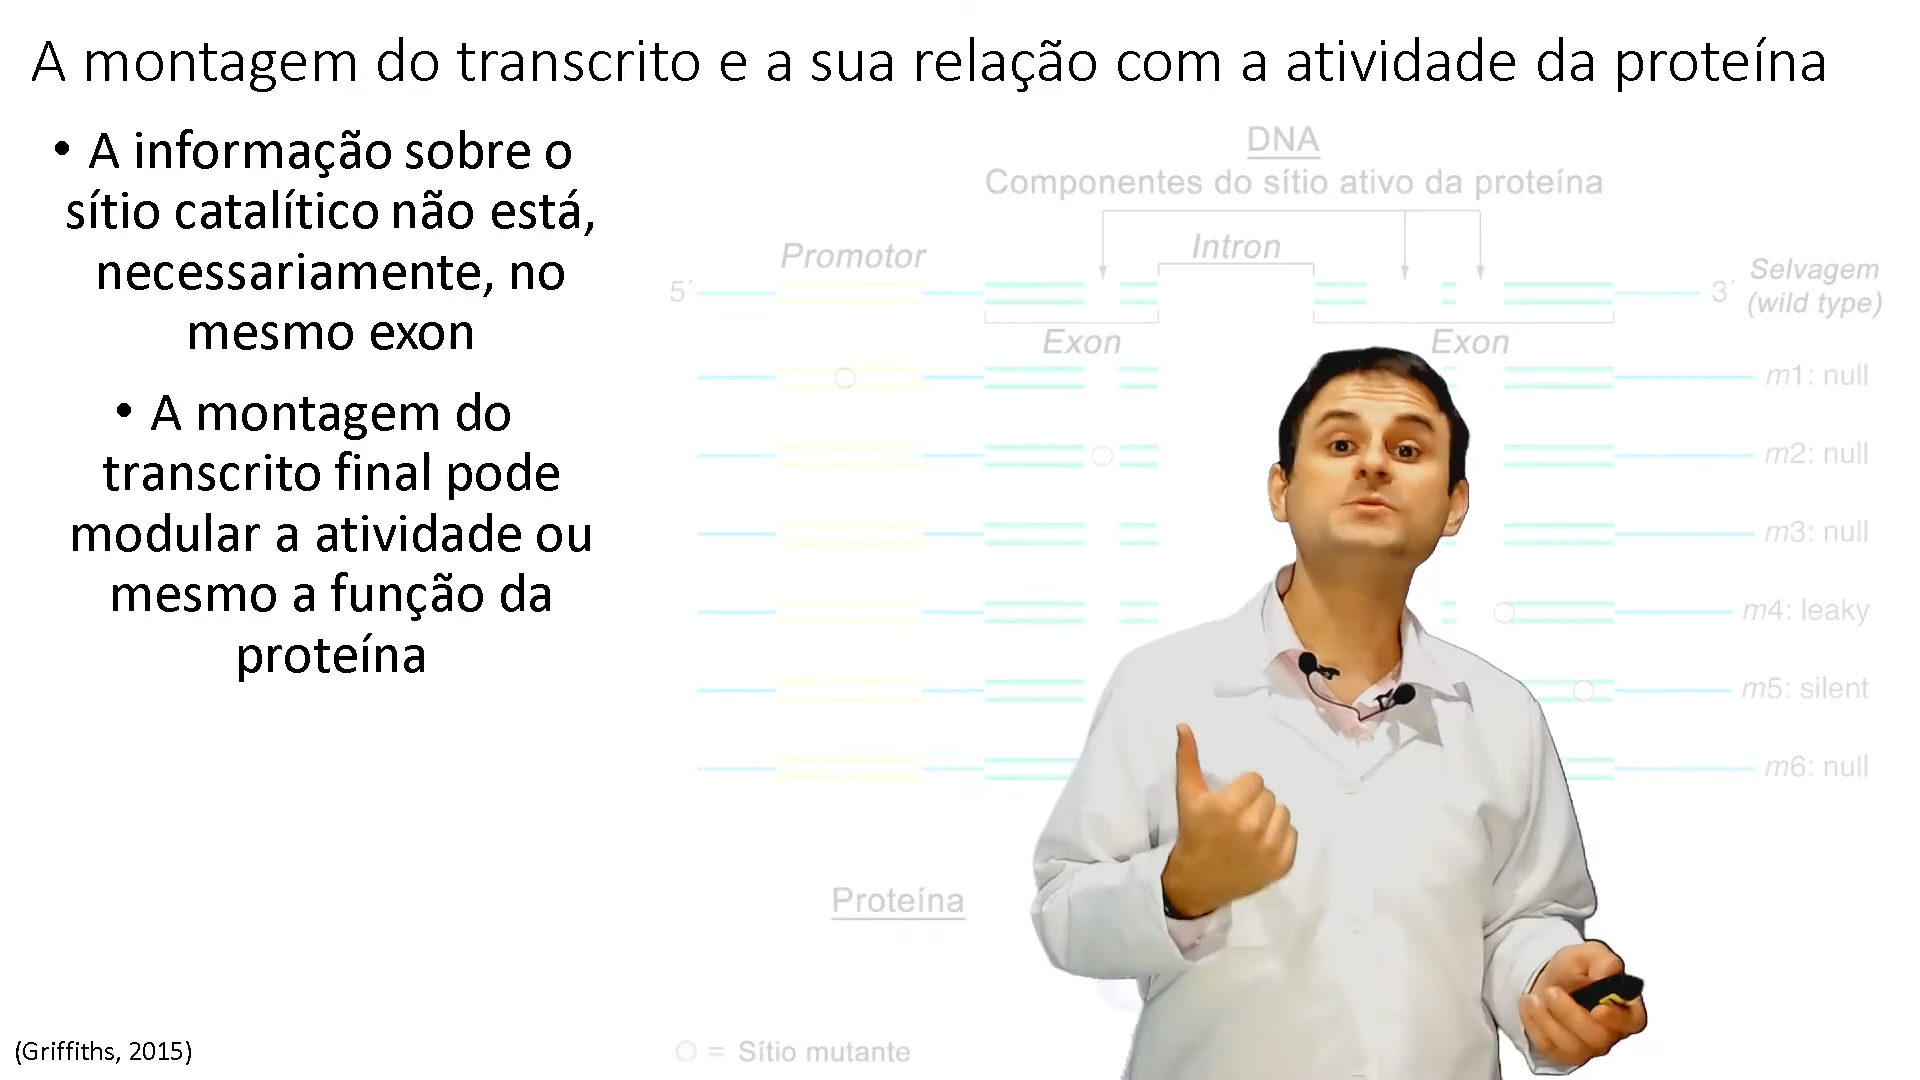 A montagem do transcrito e a sua relação com a atividade da proteína
• A informação sobre o
sítio catalítico não está,
necessariamente, no
mesmo exon
• A montagem do
transcrito final pode
modular a atividade ou
mesmo a função da
proteína
(Griffiths, 2015)
DNA
Componentes do sítio ativo da proteína
Promotor
Intron
5´
3´
Selvagem
(wild type)
Exon
Exon
m1: null
m2: null
m3: null
m4: leaky
m5: silent
m6: null
Proteína
= Sítio mutante